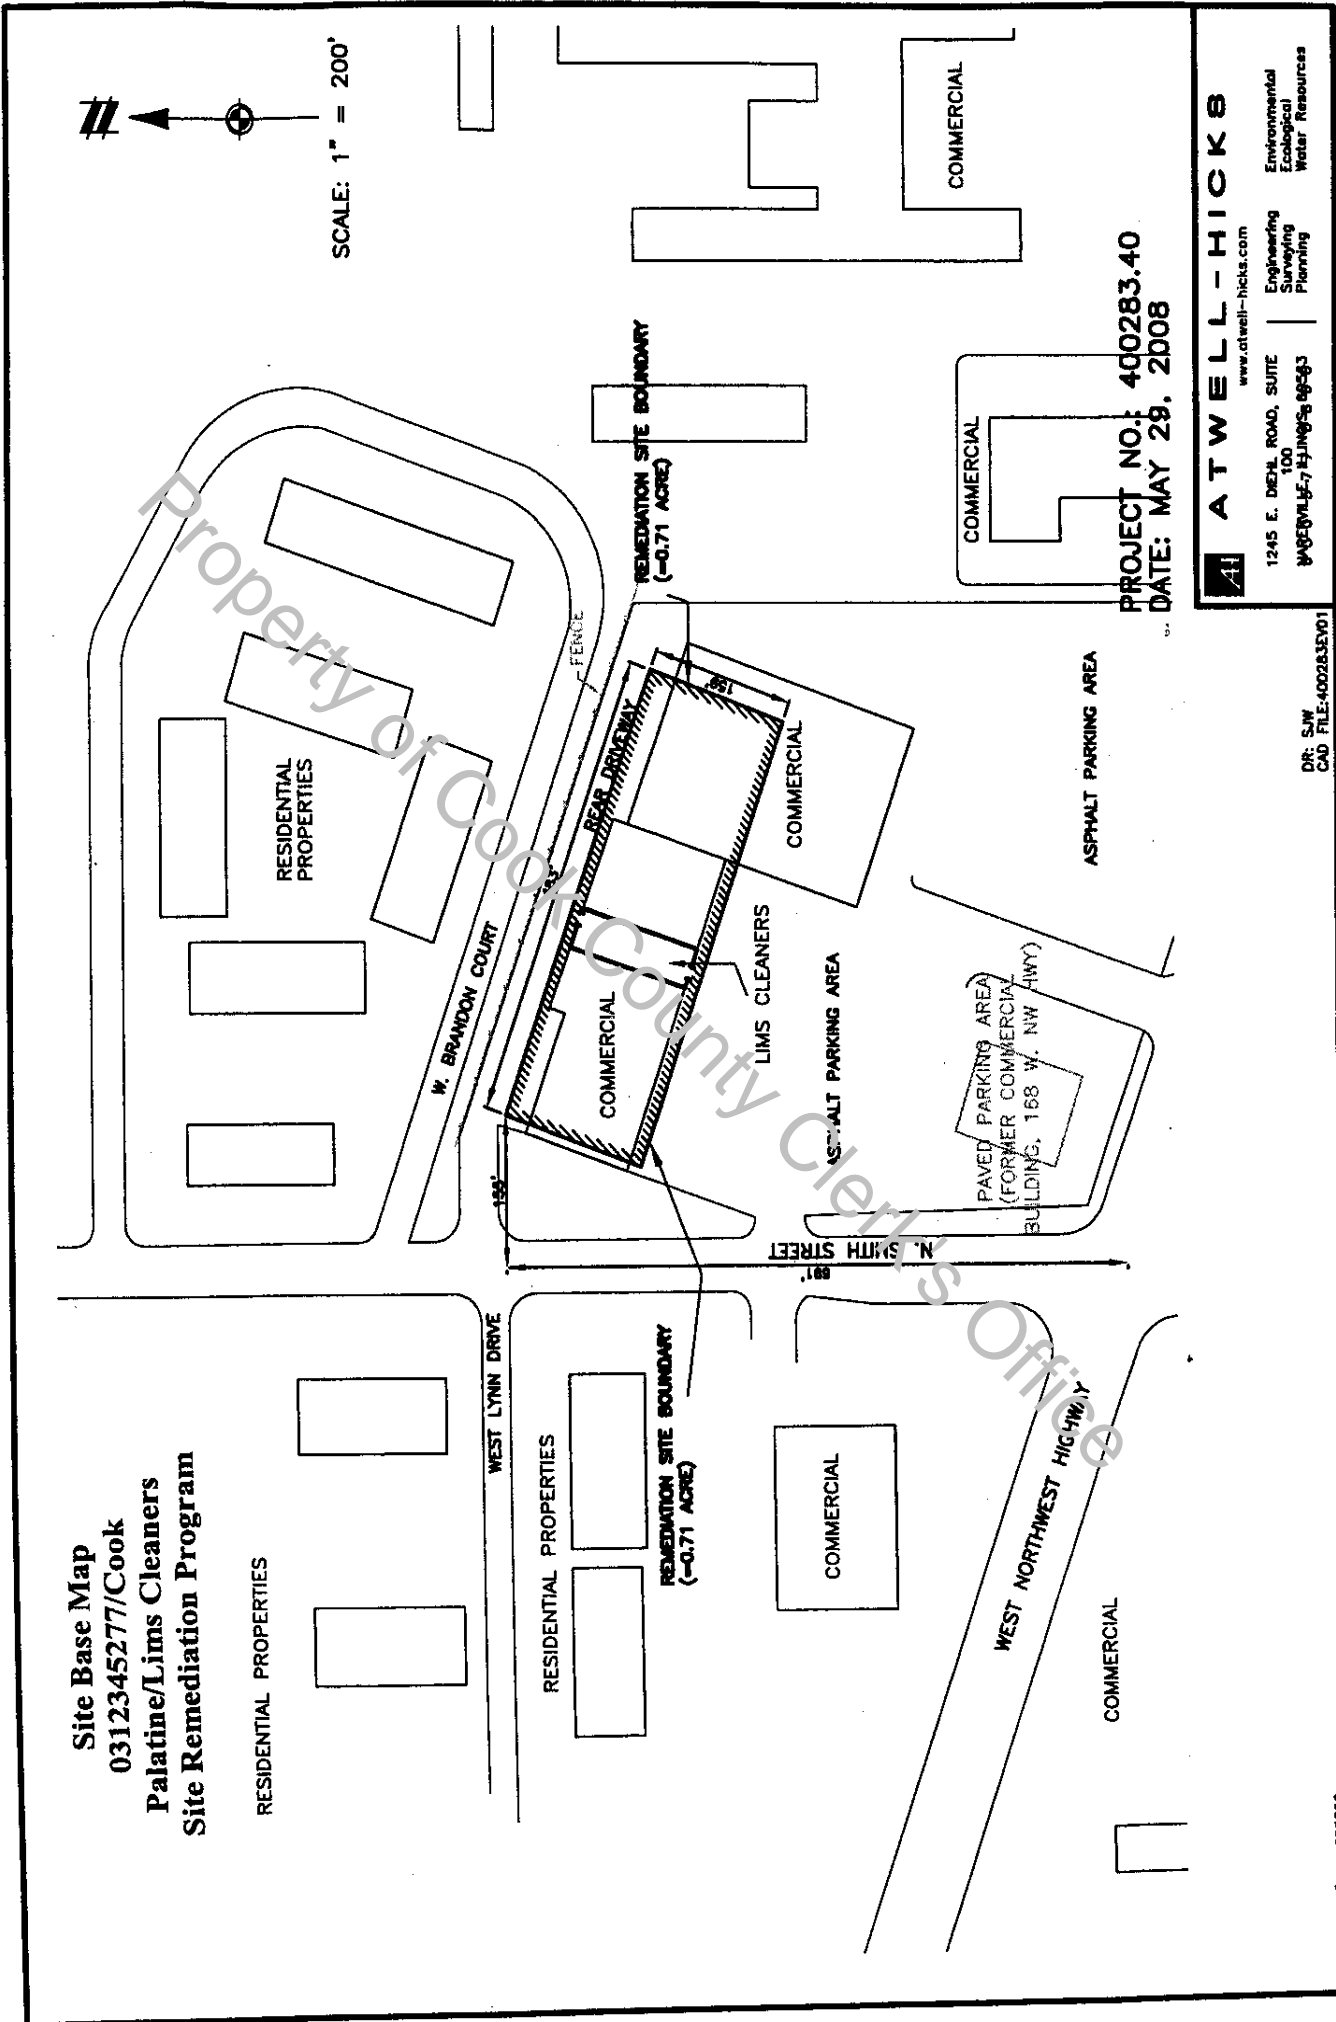 Site Base Map
0312345277/Cook
Palatine/Lims Cleaners
Site Remediation Program
SCALE: 1" = 200'
RESIDENTIAL PROPERTIES
RESIDENTIAL
PROPERTIES
WEST LYNN DRIVE
W. BRANDON COURT
FENCE
REAR DRIVEWAY
RESIDENTIAL PROPERTIES
REMEDIATION SITE BOUNDARY
(=0.71 ACRE)
REMEDIATION SITE BOUNDARY
(=0.71 ACRE)
COMMERCIAL
COMMERCIAL
LIMS CLEANERS
N. SMITH STREET
COMMERCIAL
ASPHALT PARKING AREA
COMMERCIAL
PAVED PARKING AREA
(FORMER COMMERCIAL
BUILDING, 168 W. NW HWY)
ASPHALT PARKING AREA
COMMERCIAL
WEST NORTHWEST HIGHWAY
COMMERCIAL
PROJECT NO.: 400283.40
DATE: MAY 29, 2008
ATWELL-HICKS
www.atwell-hicks.com
1245 E. DIEHL ROAD, SUITE
100
Engineering
Surveying
Planning
Environmental
Ecological
Water Resources
DR: SJW
CAD FILE:400283EV01
Property of Cook County Clerk's Office